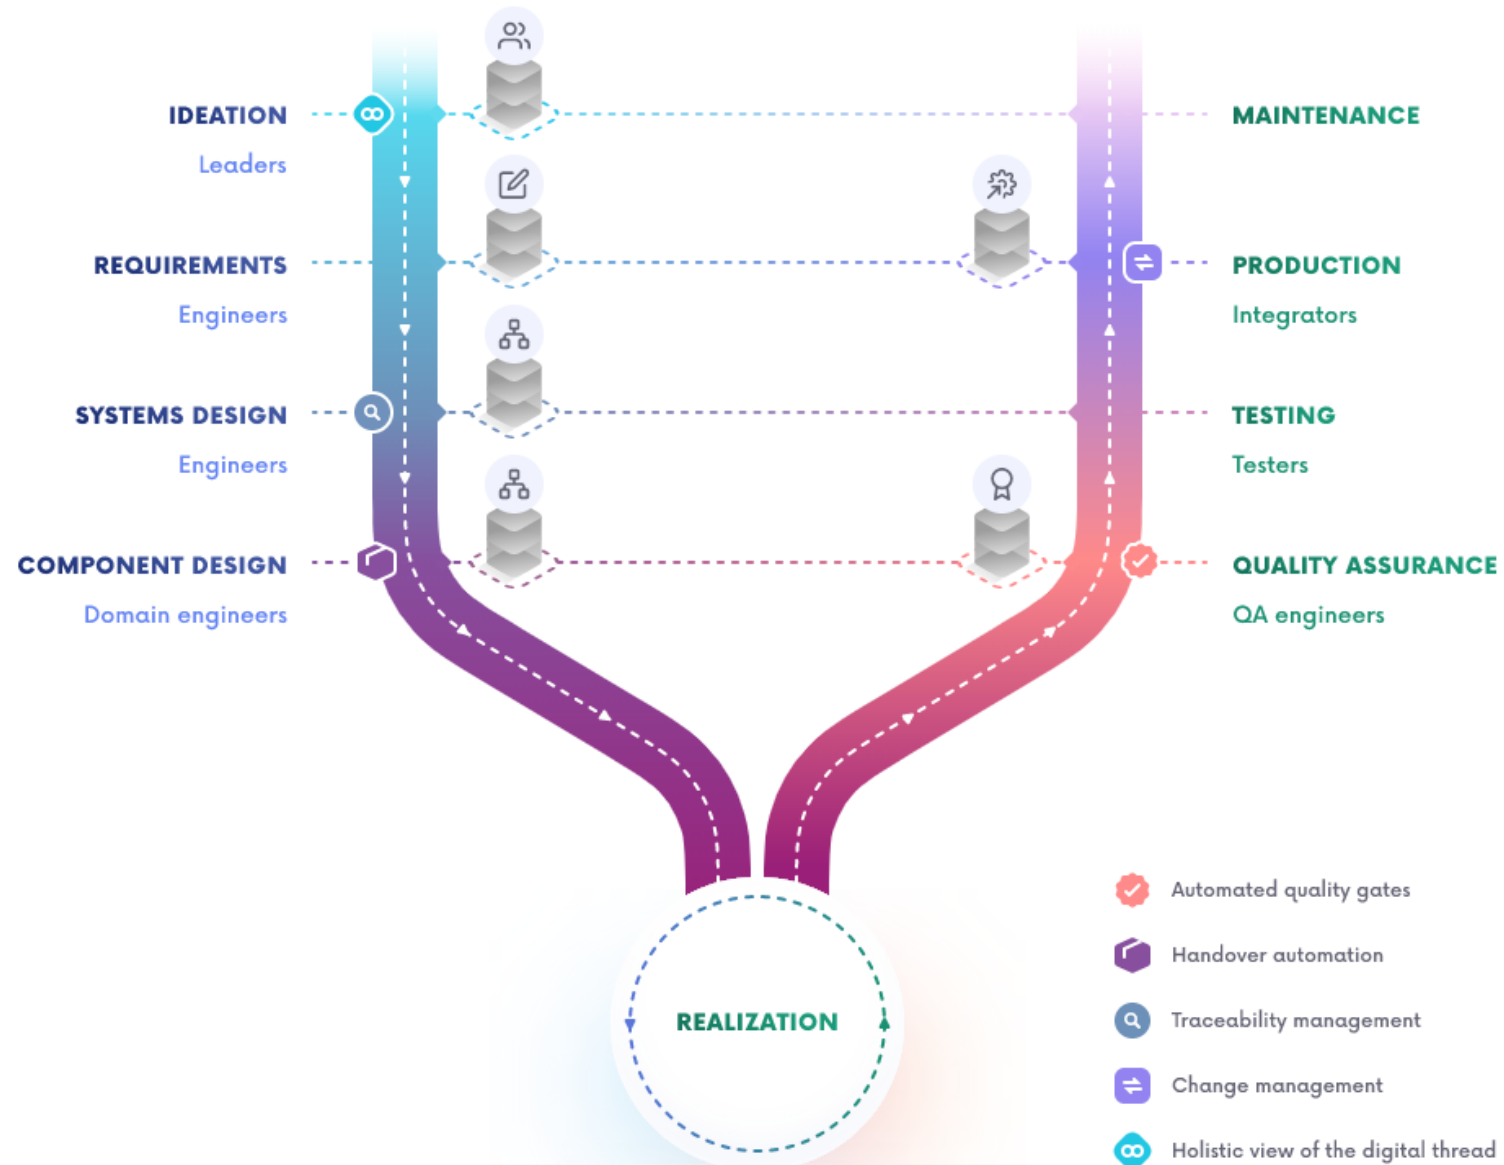 IDEATION
Leaders
REQUIREMENTS
Engineers
SYSTEMS DESIGN
Engineers
COMPONENT DESIGN
Domain engineers
MAINTENANCE
PRODUCTION
Integrators
TESTING
Testers
QUALITY ASSURANCE
QA engineers
REALIZATION
Automated quality gates
Handover automation
Traceability management
Change management
Holistic view of the digital thread